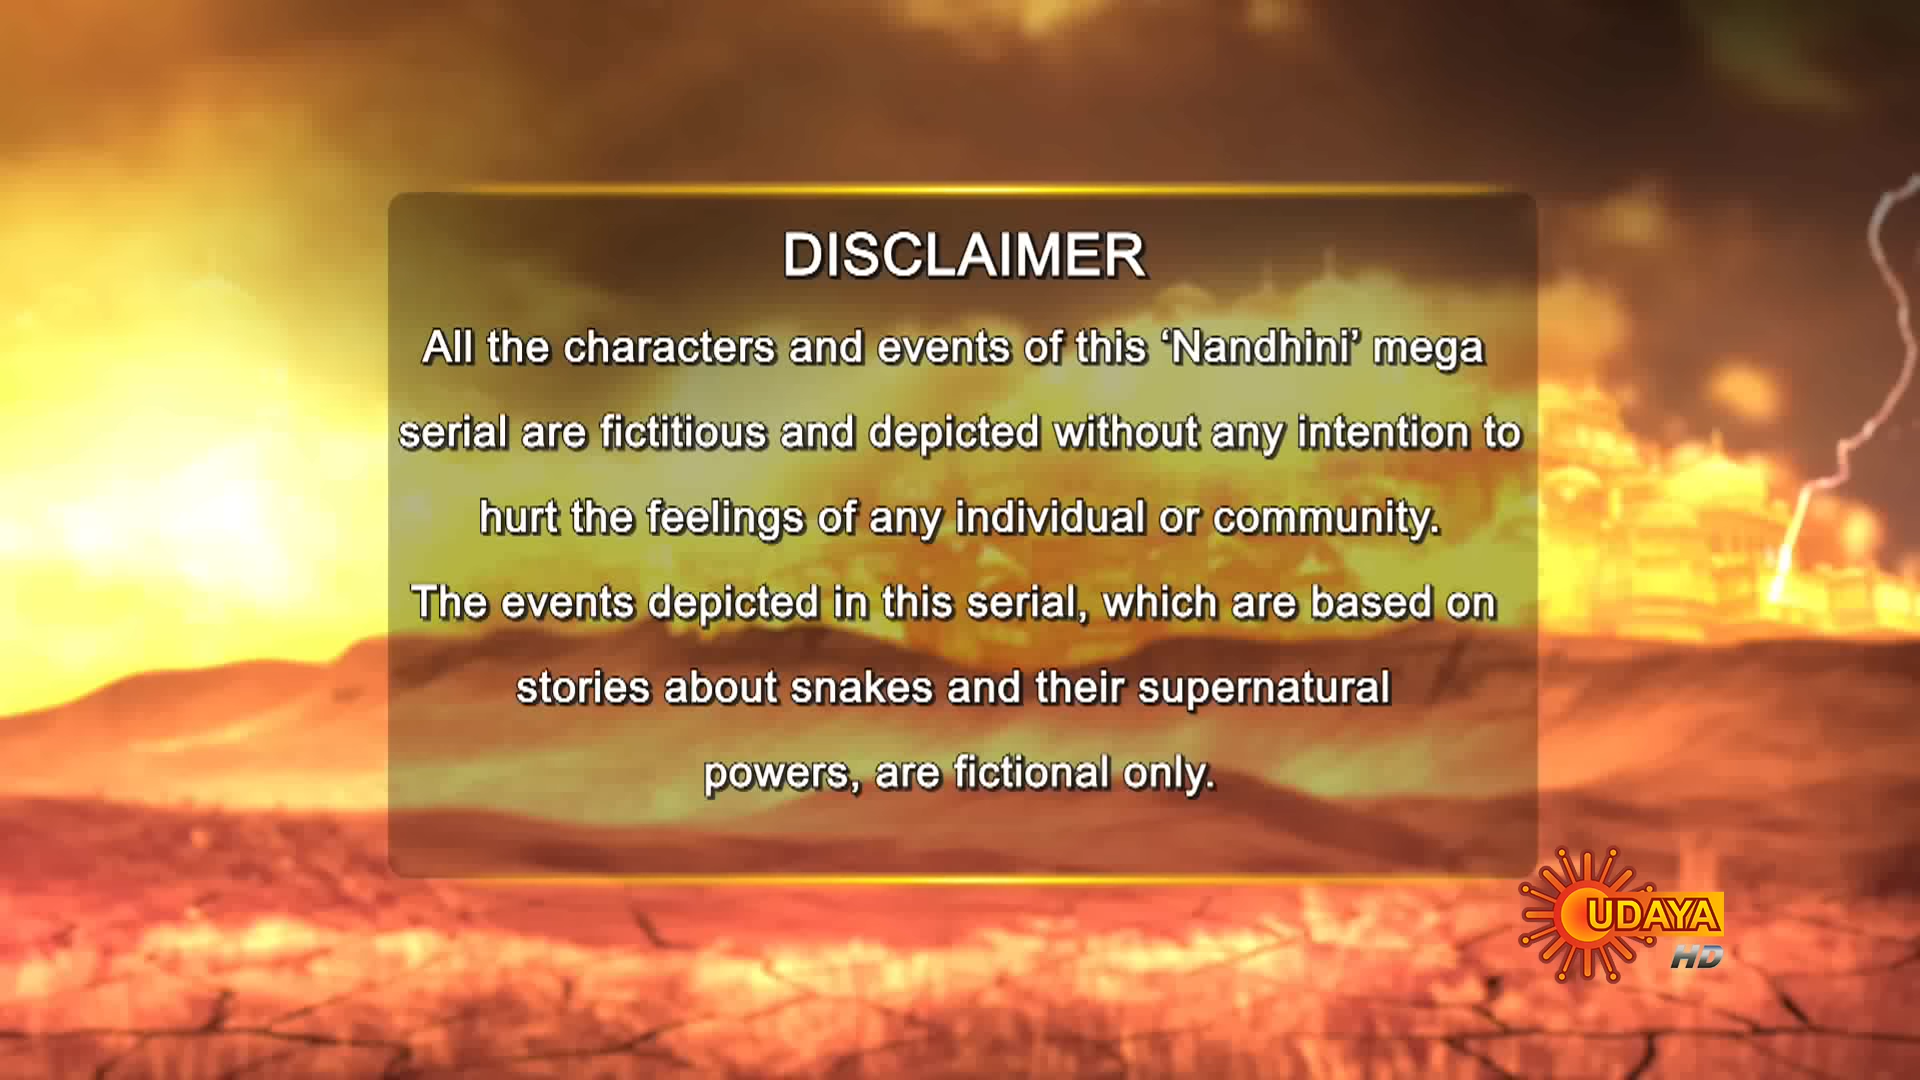 DISCLAIMER
All the characters and events of this ‘Nandhini’ mega
serial are fictitious and depicted without any intention to
hurt the feelings of any individual or community.
The events depicted in this serial, which are based on
stories about snakes and their supernatural
powers, are fictional only.
UDAYA
HD